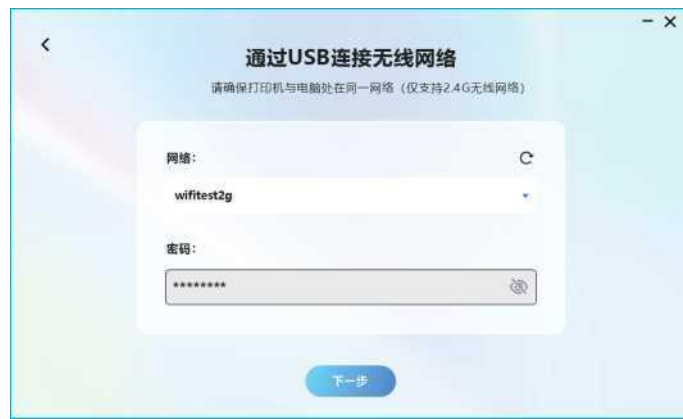 通过USB连接无线网络
请确保打印机与电脑处在同一网络（仅支持2.4G无线网络）
网络：
wifitest2g
密码：
********
下一步